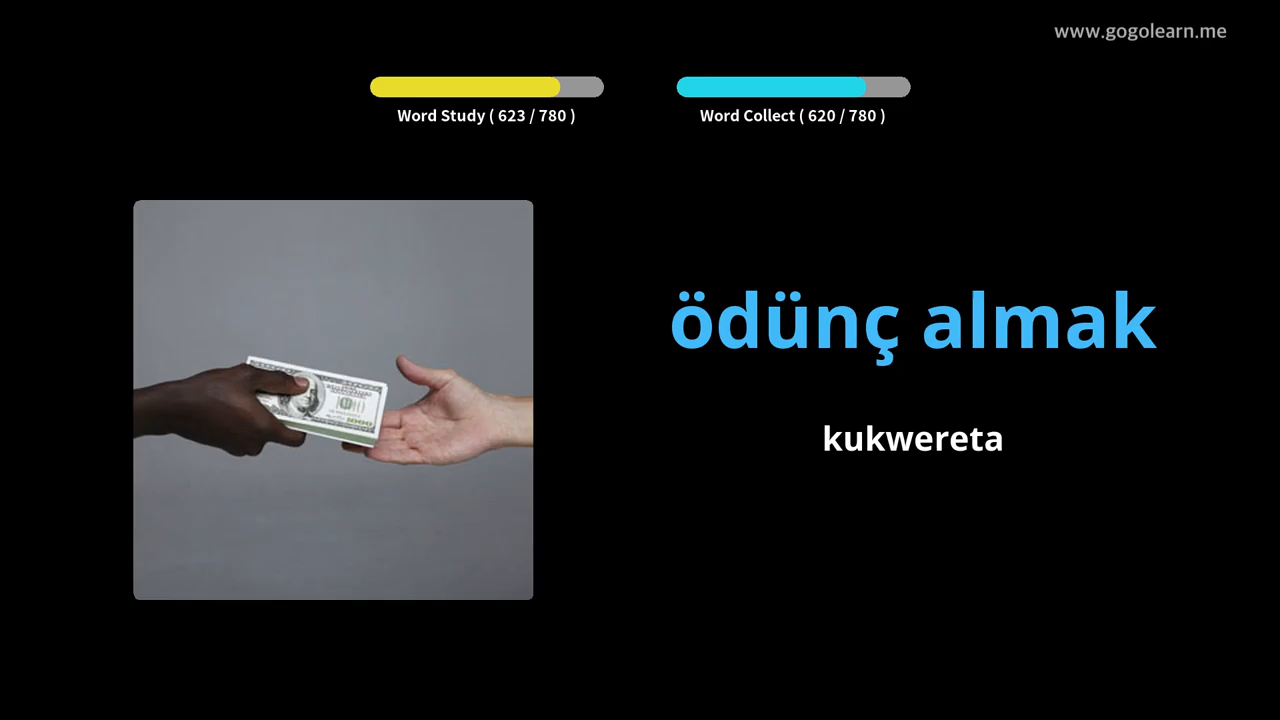 www.gogolearn.me
Word Study ( 623 / 780 )
Word Collect ( 620 / 780 )
ödünç almak
kukwereta